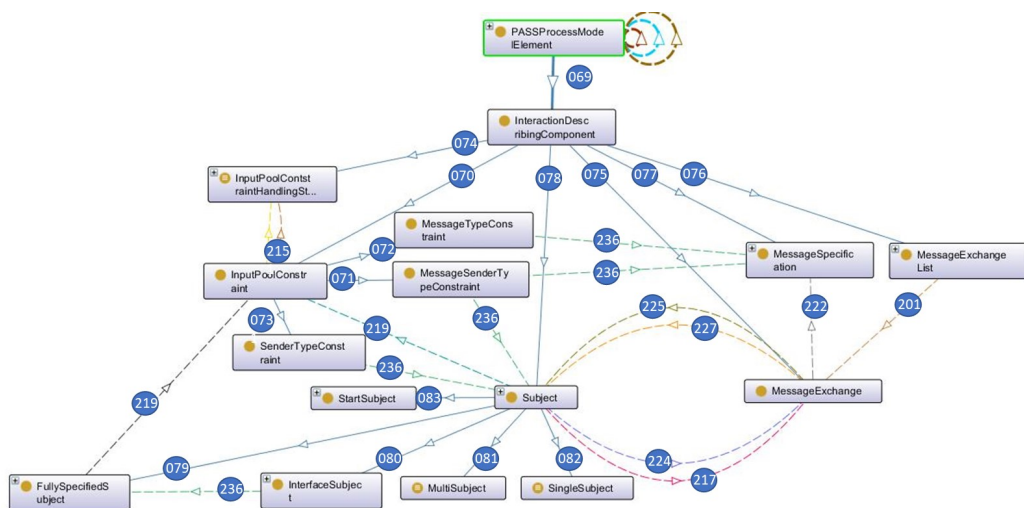 PASSProcessMode
lElement
069
InteractionDesc
ribingComponent
074
070
078
075
077
076
InputPoolContst
raintHandlingSt...
MessageTypeCons
traint
236
215
072
MessageSpecific
ation
MessageExchange
List
InputPoolConstr
aint
071
MessageSenderTy
peConstraint
236
073
236
219
225
227
222
201
SenderTypeConst
raint
236
219
StartSubject
083
Subject
MessageExchange
079
080
081
082
224
217
FullySpecifiedS
ubject
236
InterfaceSubjec
t
MultiSubject
SingleSubject